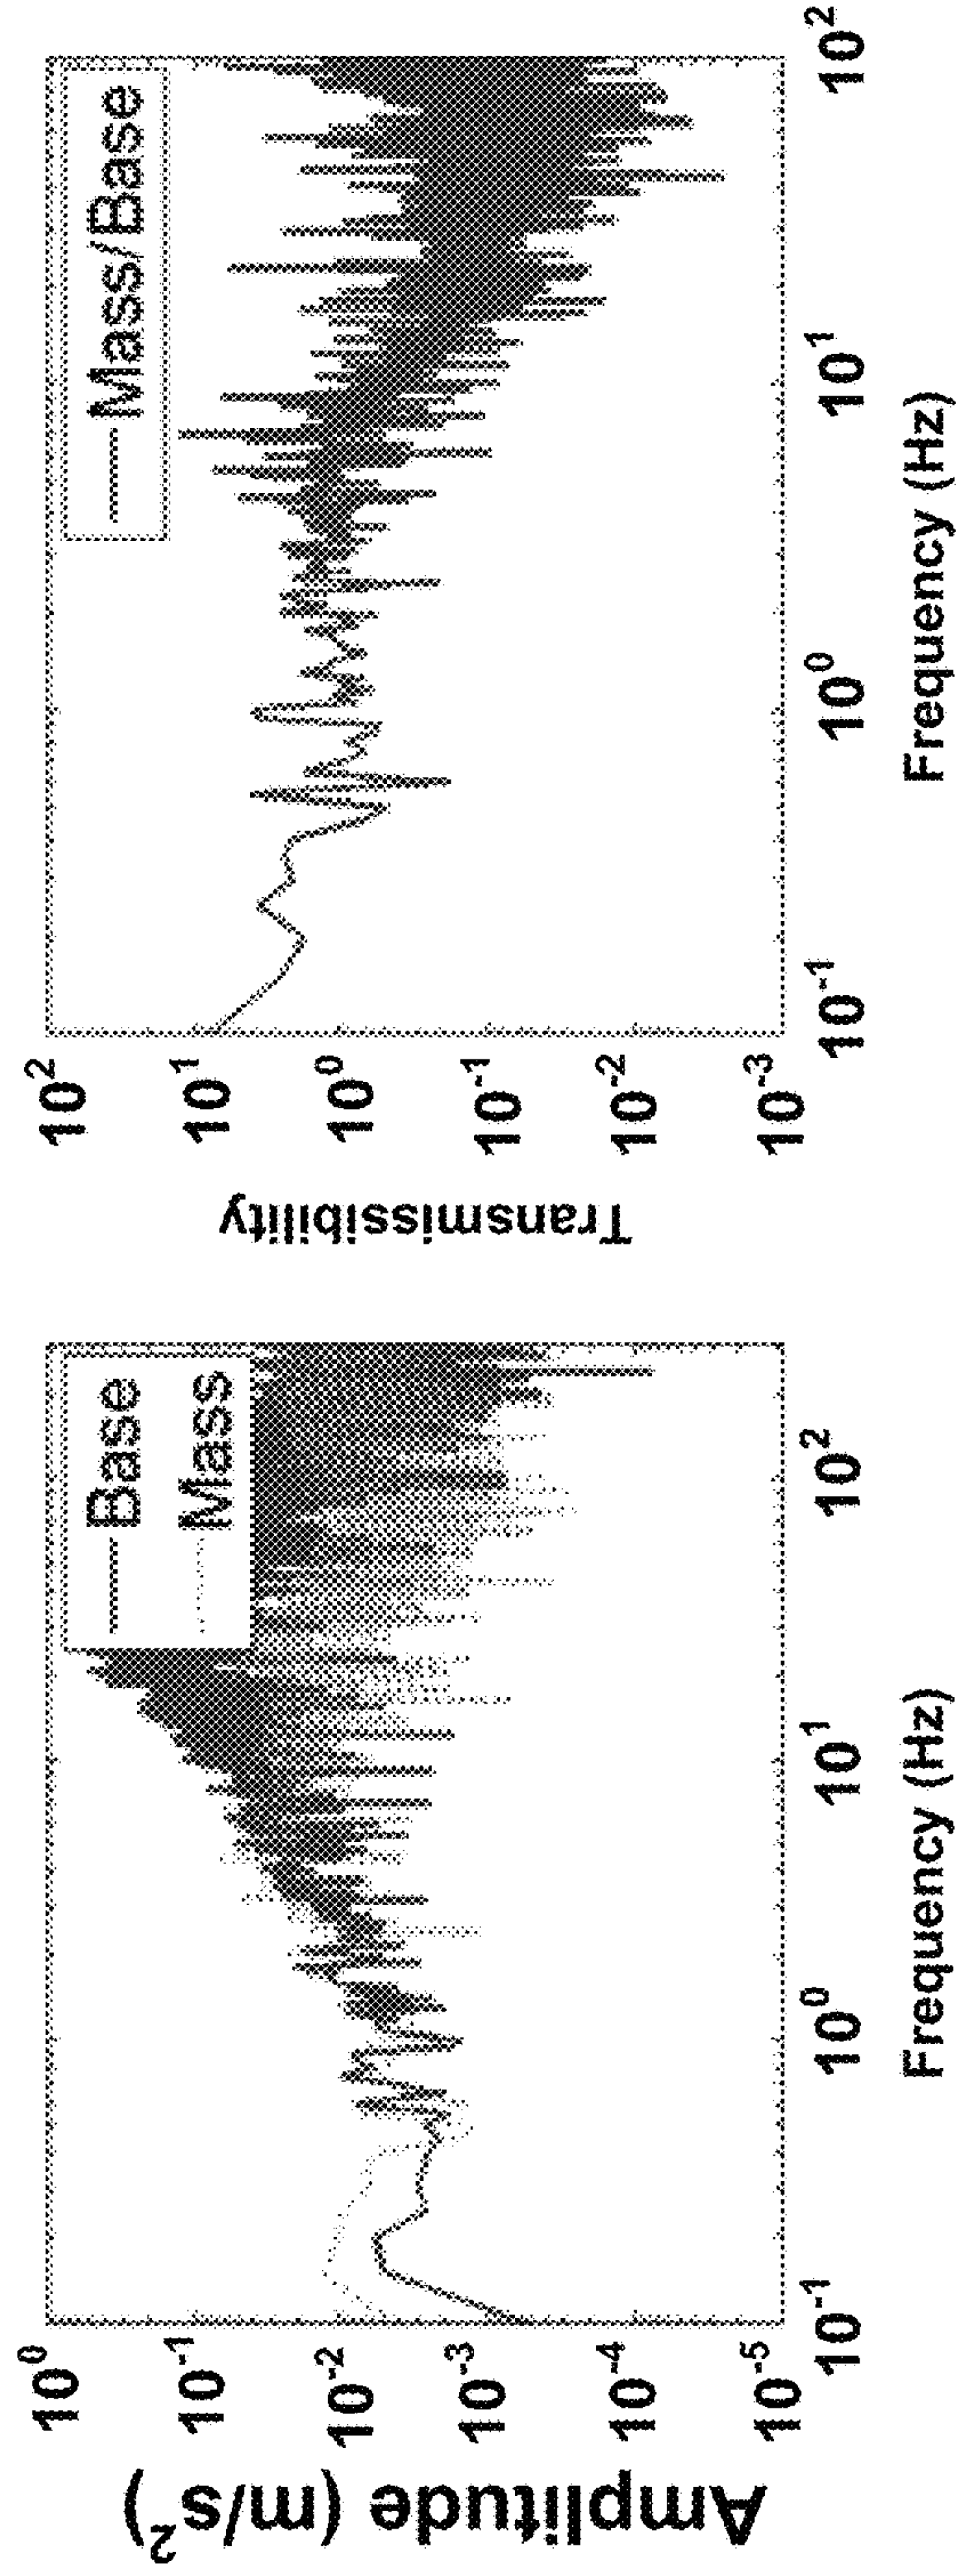 Amplitude (m/s²)
10⁰
10⁻¹
10⁻²
10⁻³
10⁻⁴
10⁻⁵
Base
Mass
10⁻¹
10⁰
10¹
10²
Frequency (Hz)
Transmissibility
10²
10¹
10⁰
10⁻¹
10⁻²
10⁻³
Mass/Base
10⁻¹
10⁰
10¹
10²
Frequency (Hz)